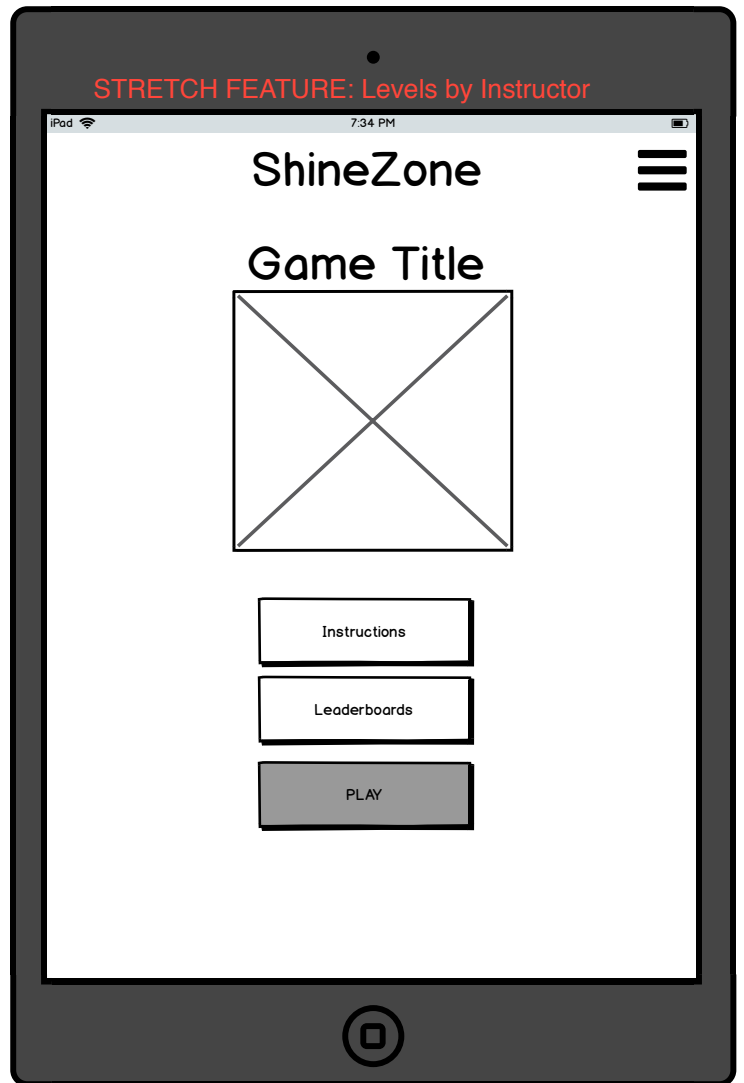 STRETCH FEATURE: Levels by Instructor
iPad 7:34 PM
ShineZone
Game Title
Instructions
Leaderboards
PLAY